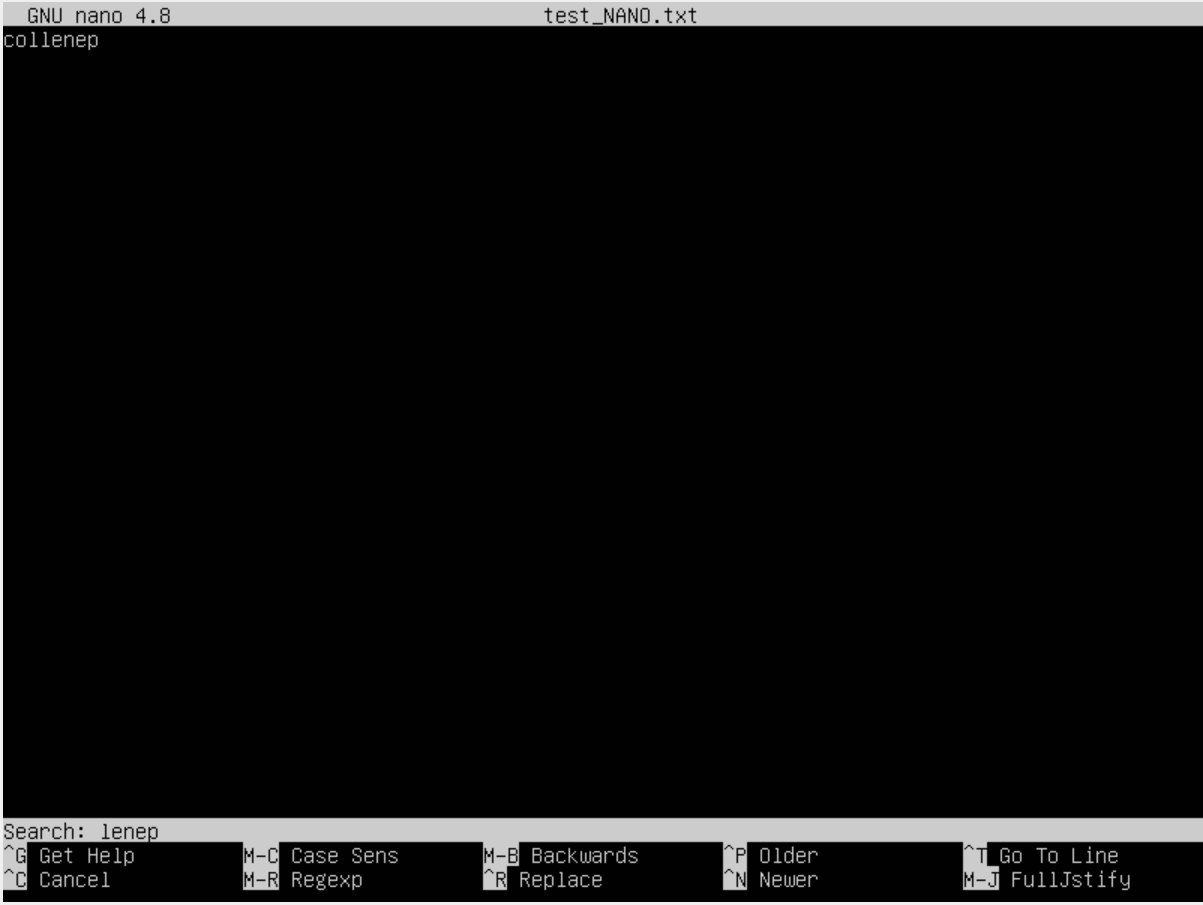 GNU nano 4.8 test_NANO.txt
collenep
Search: lenep
^G Get Help M-C Case Sens M-B Backwards ^P Older ^T Go To Line
^C Cancel M-R Regexp ^R Replace ^N Newer M-J FullJstify